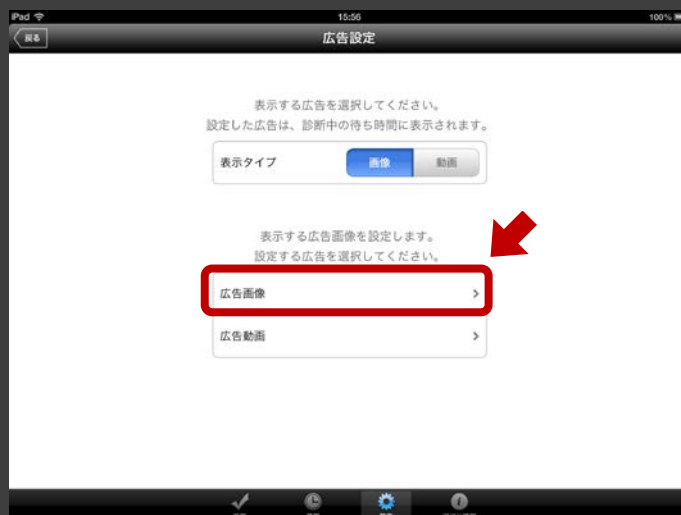 iPad 15:56 100%
戻る 広告設定
表示する広告を選択してください。
設定した広告は、診断中の待ち時間に表示されます。
表示タイプ 画像 動画
表示する広告画像を設定します。
設定する広告を選択してください。
広告画像
広告動画